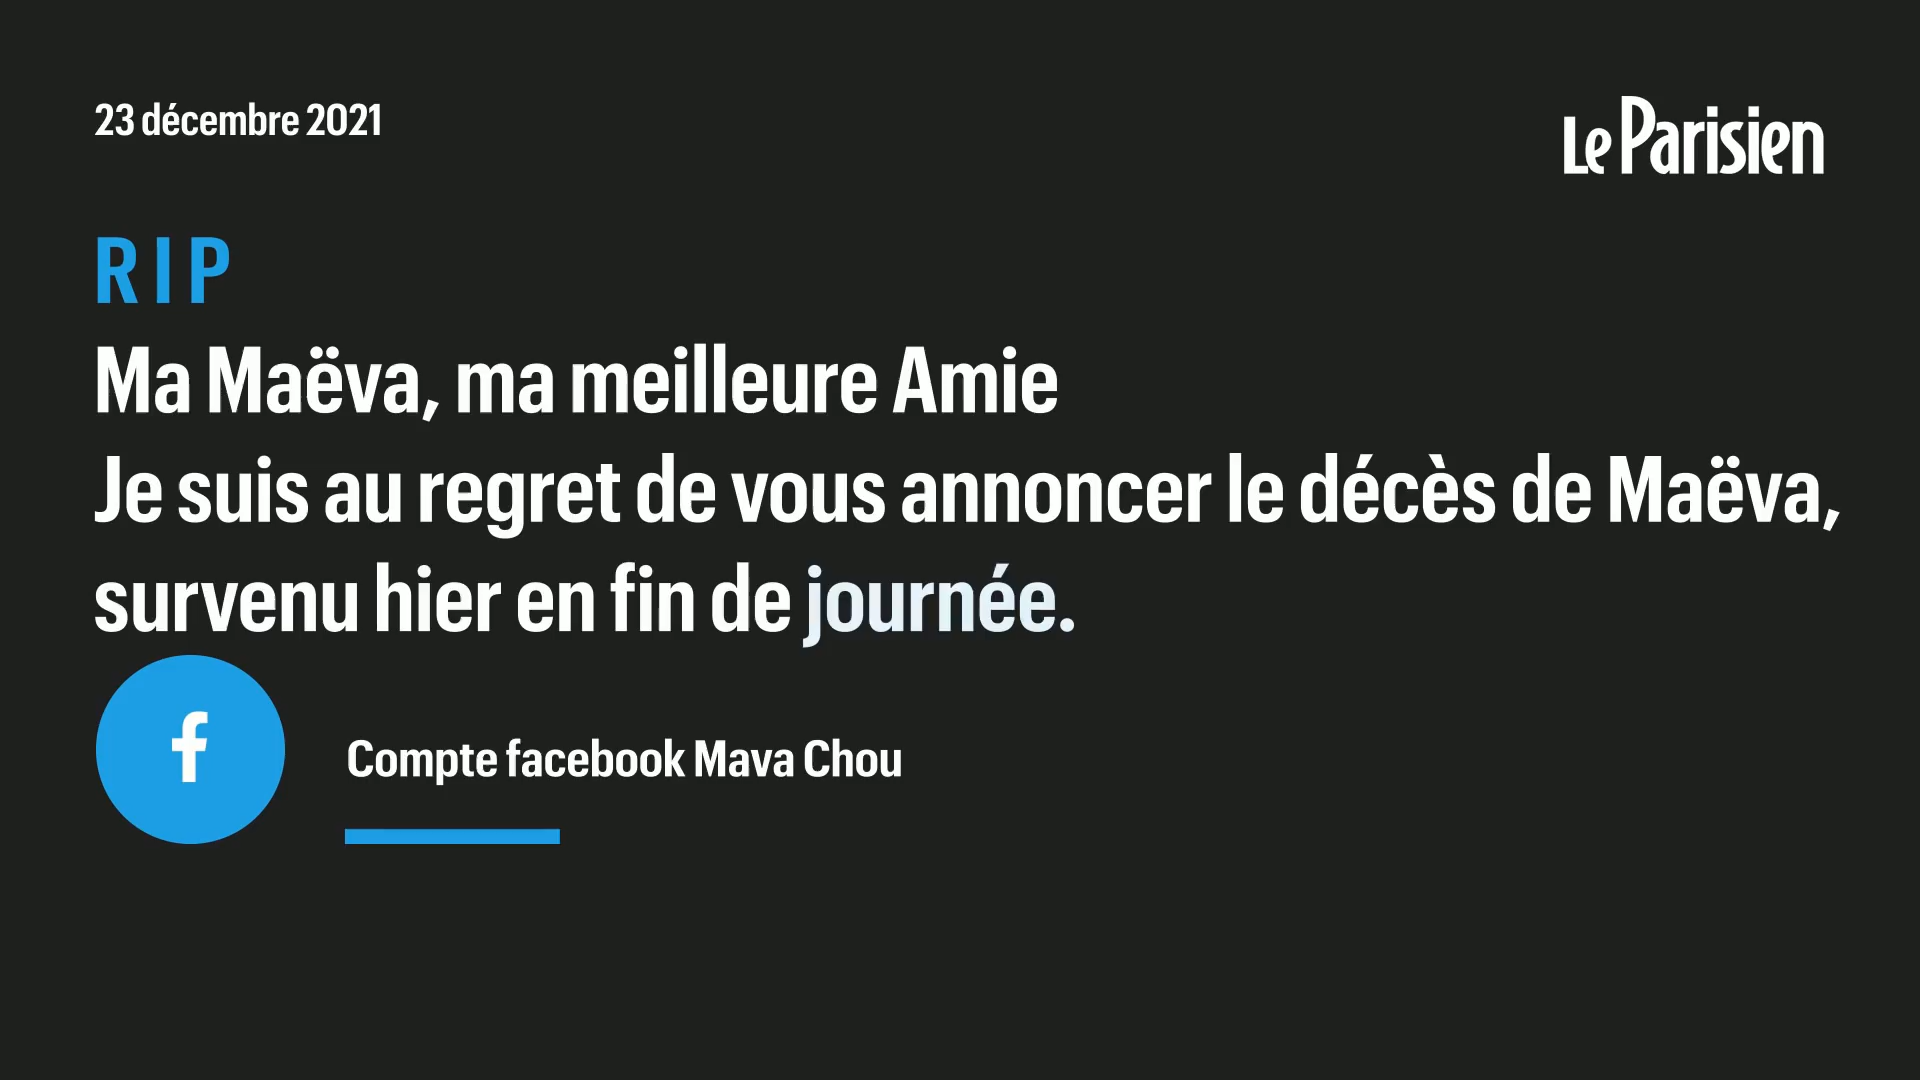 23 décembre 2021
Le Parisien
RIP
Ma Maëva, ma meilleure Amie
Je suis au regret de vous annoncer le décès de Maëva,
survenu hier en fin de journée.
f
Compte facebook Mava Chou